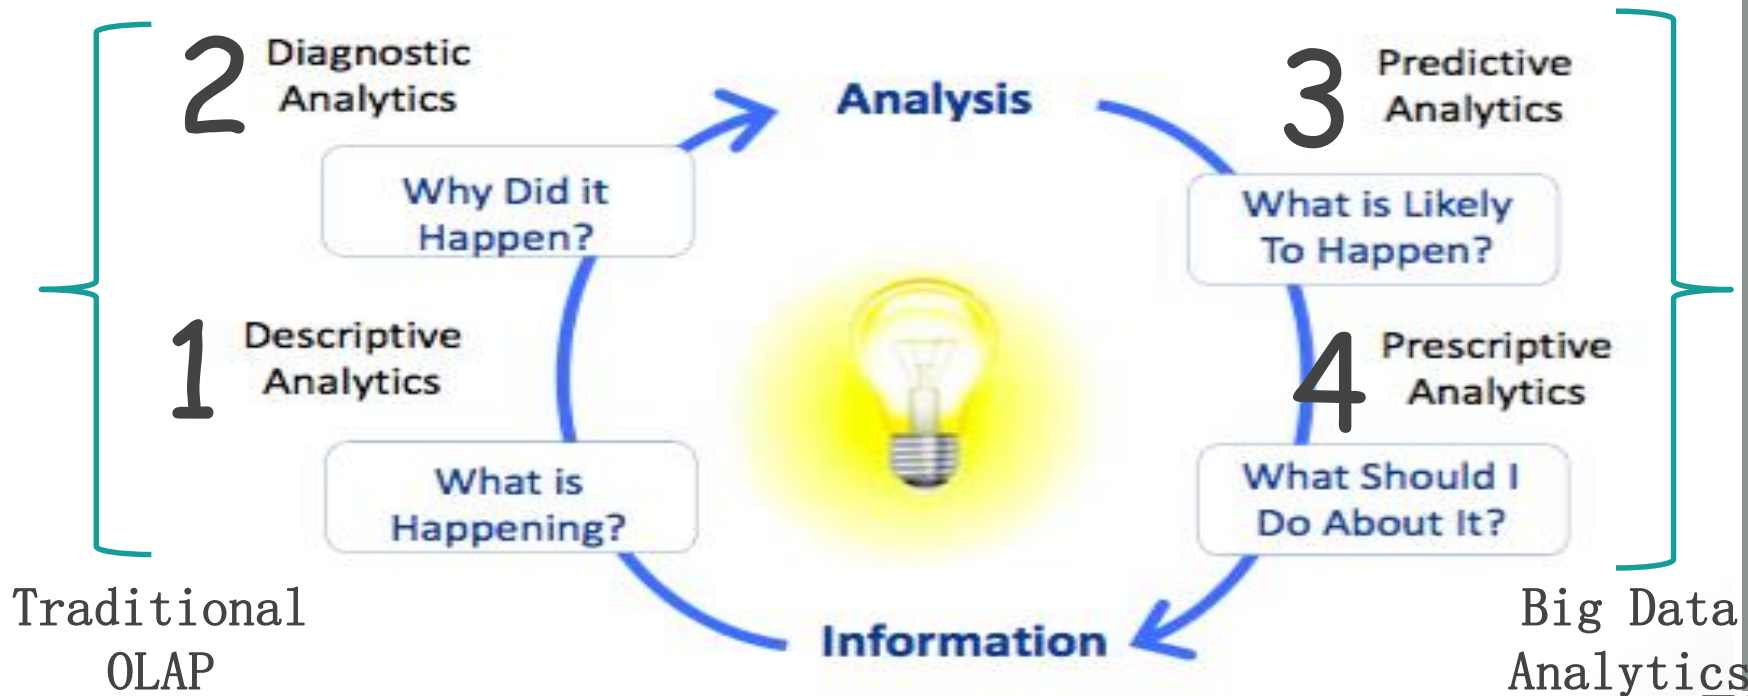 2
Diagnostic
Analytics
Why Did it
Happen?
1
Descriptive
Analytics
What is
Happening?
Traditional
OLAP
Analysis
Information
3
Predictive
Analytics
What is Likely
To Happen?
4
Prescriptive
Analytics
What Should I
Do About It?
Big Data
Analytics